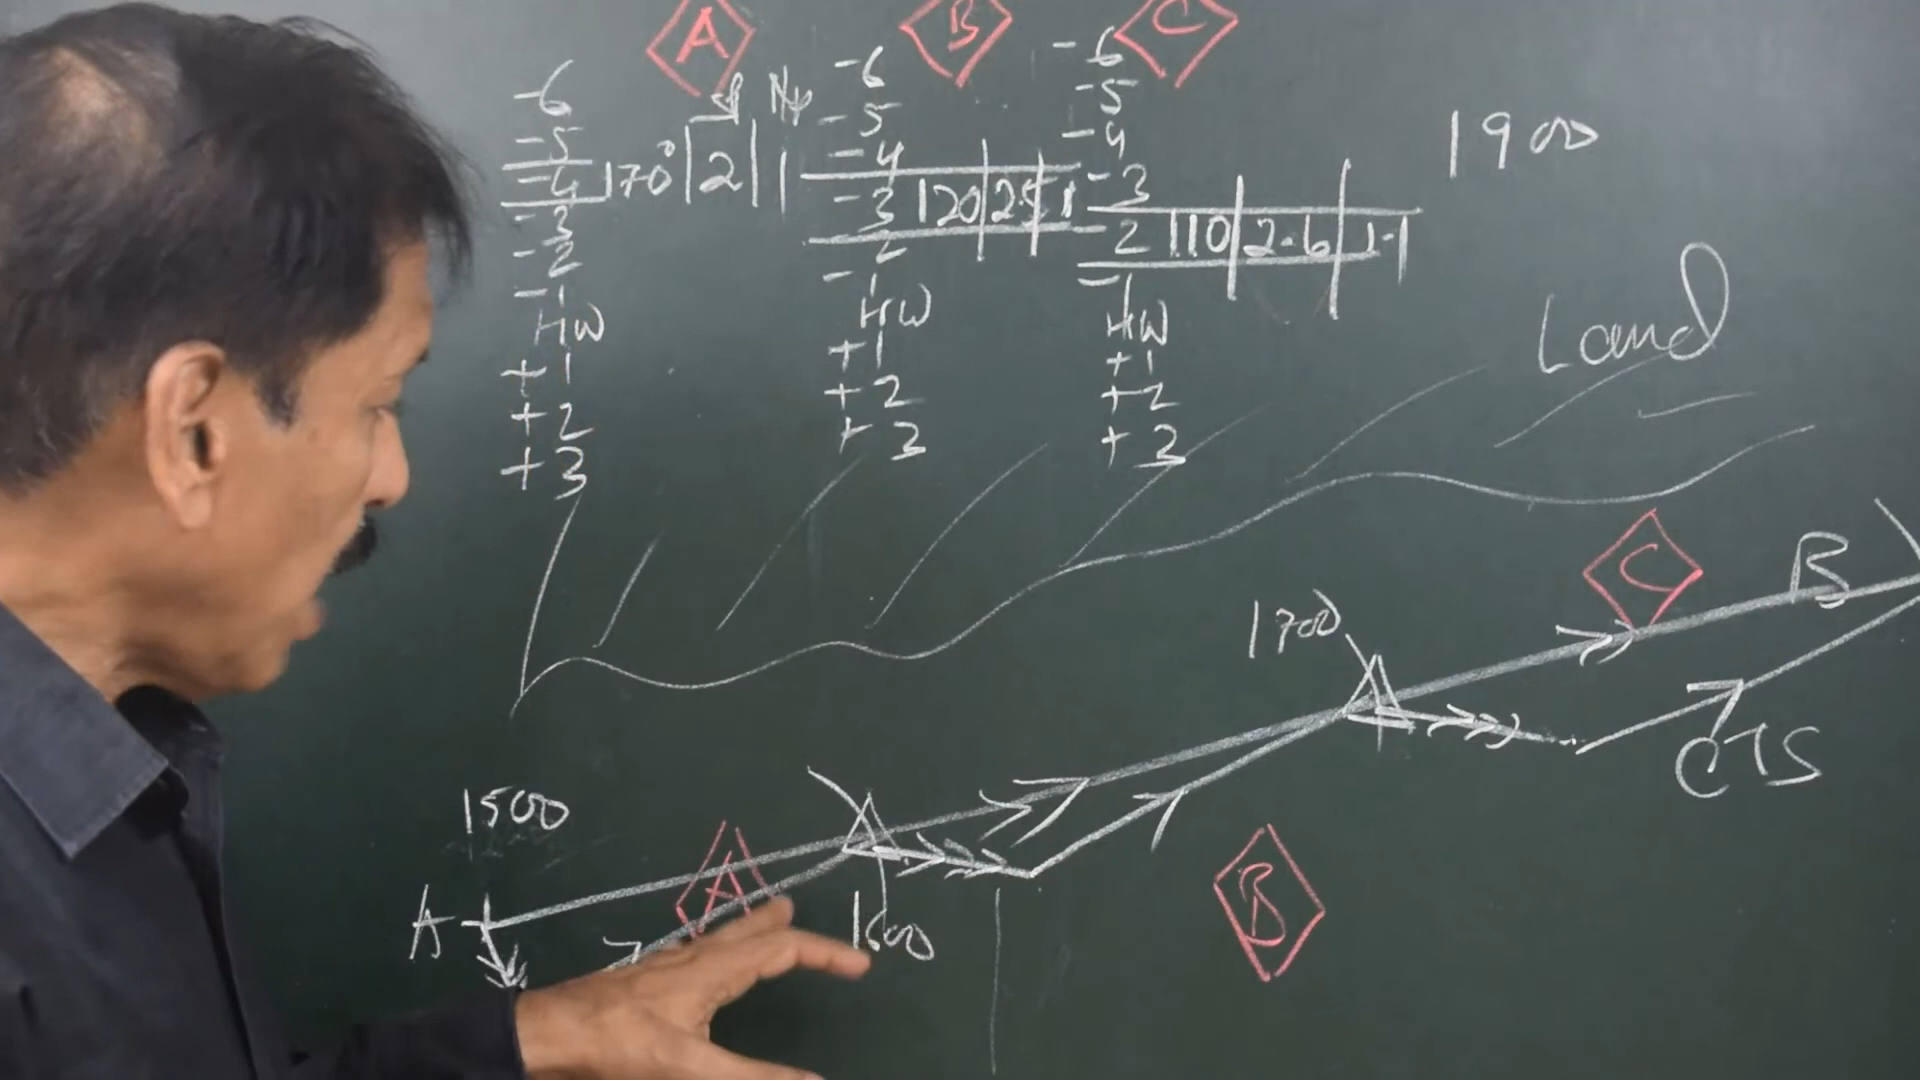 A
-6
-5
-4 170° 2 1
-3
-2
-1
HW
+1
+2
+3
Sp Np
B
-6
-5
-4
-3 120 2.5 1
-2
-1
HW
+1
+2
+3
C
-6
-5
-4
-3
-2 110 2.6 1.1
-1
HW
+1
+2
+3
1900
Land
C
B
1700
CTS
1500
A
A
1600
B